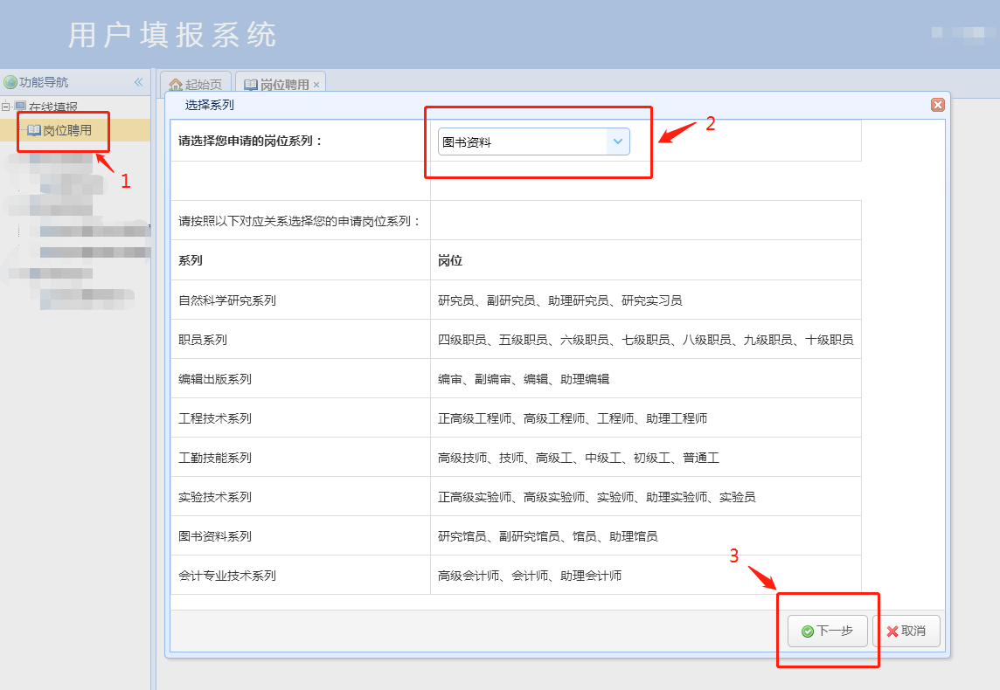 用户填报系统
功能导航
起始页
岗位聘用
在线填报
岗位聘用
1
选择系列
请选择您申请的岗位系列：
图书资料
2
请按照以下对应关系选择您的申请岗位系列：
系列 岗位
自然科学研究系列 研究员、副研究员、助理研究员、研究实习员
职员系列 四级职员、五级职员、六级职员、七级职员、八级职员、九级职员、十级职员
编辑出版系列 编审、副编审、编辑、助理编辑
工程技术系列 正高级工程师、高级工程师、工程师、助理工程师
工勤技能系列 高级技师、技师、高级工、中级工、初级工、普通工
实验技术系列 正高级实验师、高级实验师、实验师、助理实验师、实验员
图书资料系列 研究馆员、副研究馆员、馆员、助理馆员
会计专业技术系列 高级会计师、会计师、助理会计师
3
下一步 取消